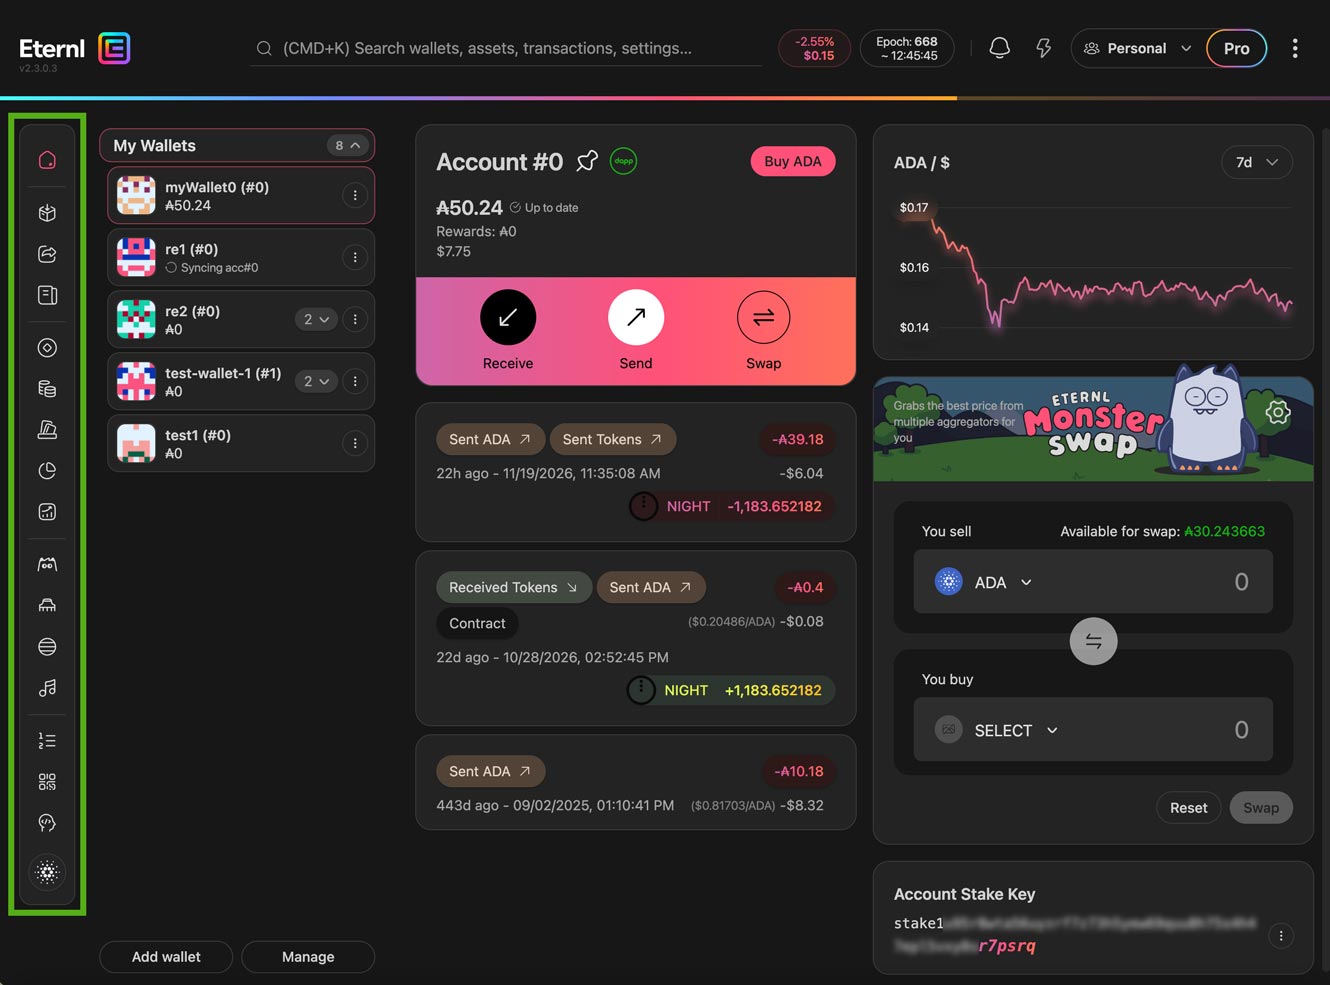 Eternl
v2.3.0.3
(CMD+K) Search wallets, assets, transactions, settings...
-2.55%
$0.15
Epoch: 668
~ 12:45:45
Personal
Pro
My Wallets
8
myWallet0 (#0)
₳50.24
re1 (#0)
Syncing acc#0
re2 (#0)
₳0
2
test-wallet-1 (#1)
₳0
2
test1 (#0)
₳0
Add wallet
Manage
Account #0
dapp
Buy ADA
₳50.24
Up to date
Rewards: ₳0
$7.75
Receive
Send
Swap
Sent ADA
Sent Tokens
-₳39.18
22h ago - 11/19/2026, 11:35:08 AM
-$6.04
NIGHT
-1,183.652182
Received Tokens
Sent ADA
-₳0.4
Contract
($0.20486/ADA) -$0.08
22d ago - 10/28/2026, 02:52:45 PM
NIGHT
+1,183.652182
Sent ADA
-₳10.18
443d ago - 09/02/2025, 01:10:41 PM
($0.81703/ADA) -$8.32
ADA / $
7d
$0.17
$0.16
$0.14
Grabs the best price from
multiple aggregators for
you
ETERNL
Monster
swap
You sell
Available for swap: ₳30.243663
ADA
0
You buy
SELECT
0
Reset
Swap
Account Stake Key
stake1
r7psrq